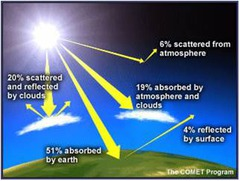 6% scattered from
atmosphere
20% scattered
and reflected
by clouds
19% absorbed by
atmosphere and
clouds
4% reflected
by surface
51% absorbed
by earth
The COMET Program